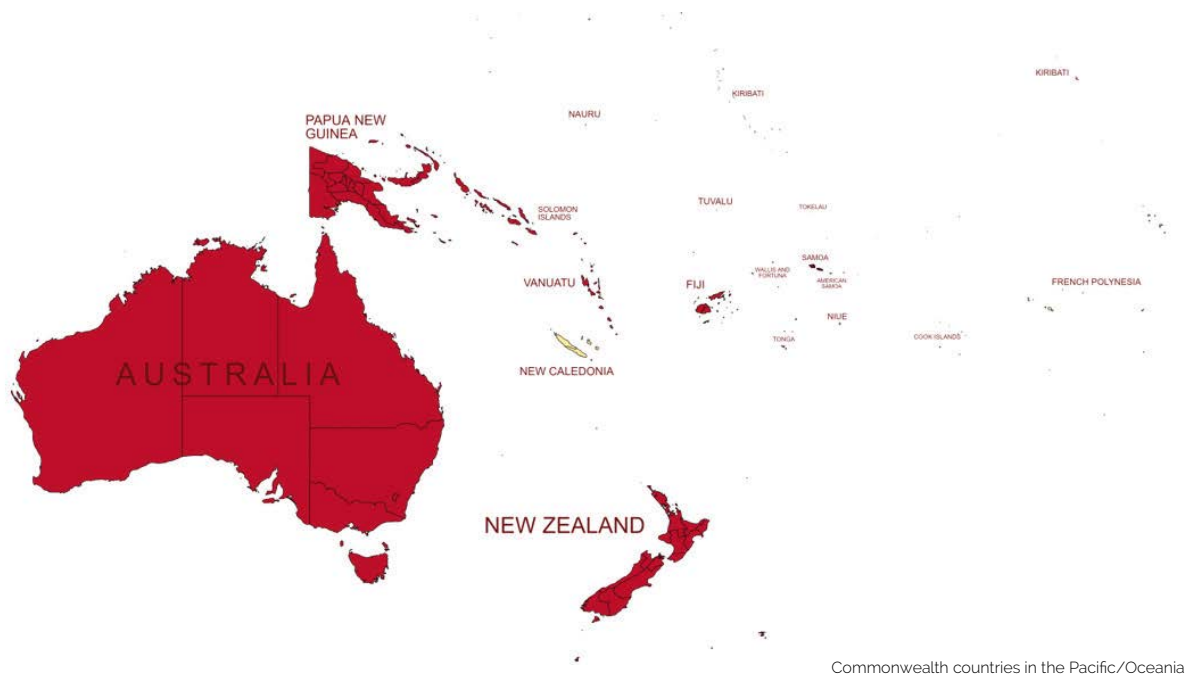 KIRIBATI
KIRIBATI
NAURU
PAPUA NEW
GUINEA
TUVALU
TOKELAU
SOLOMON
ISLANDS
SAMOA
WALLIS AND
FORTUNA
AMERICAN
SAMOA
VANUATU
FIJI
FRENCH POLYNESIA
NIUE
TONGA
COOK ISLANDS
NEW CALEDONIA
AUSTRALIA
NEW ZEALAND
Commonwealth countries in the Pacific/Oceania